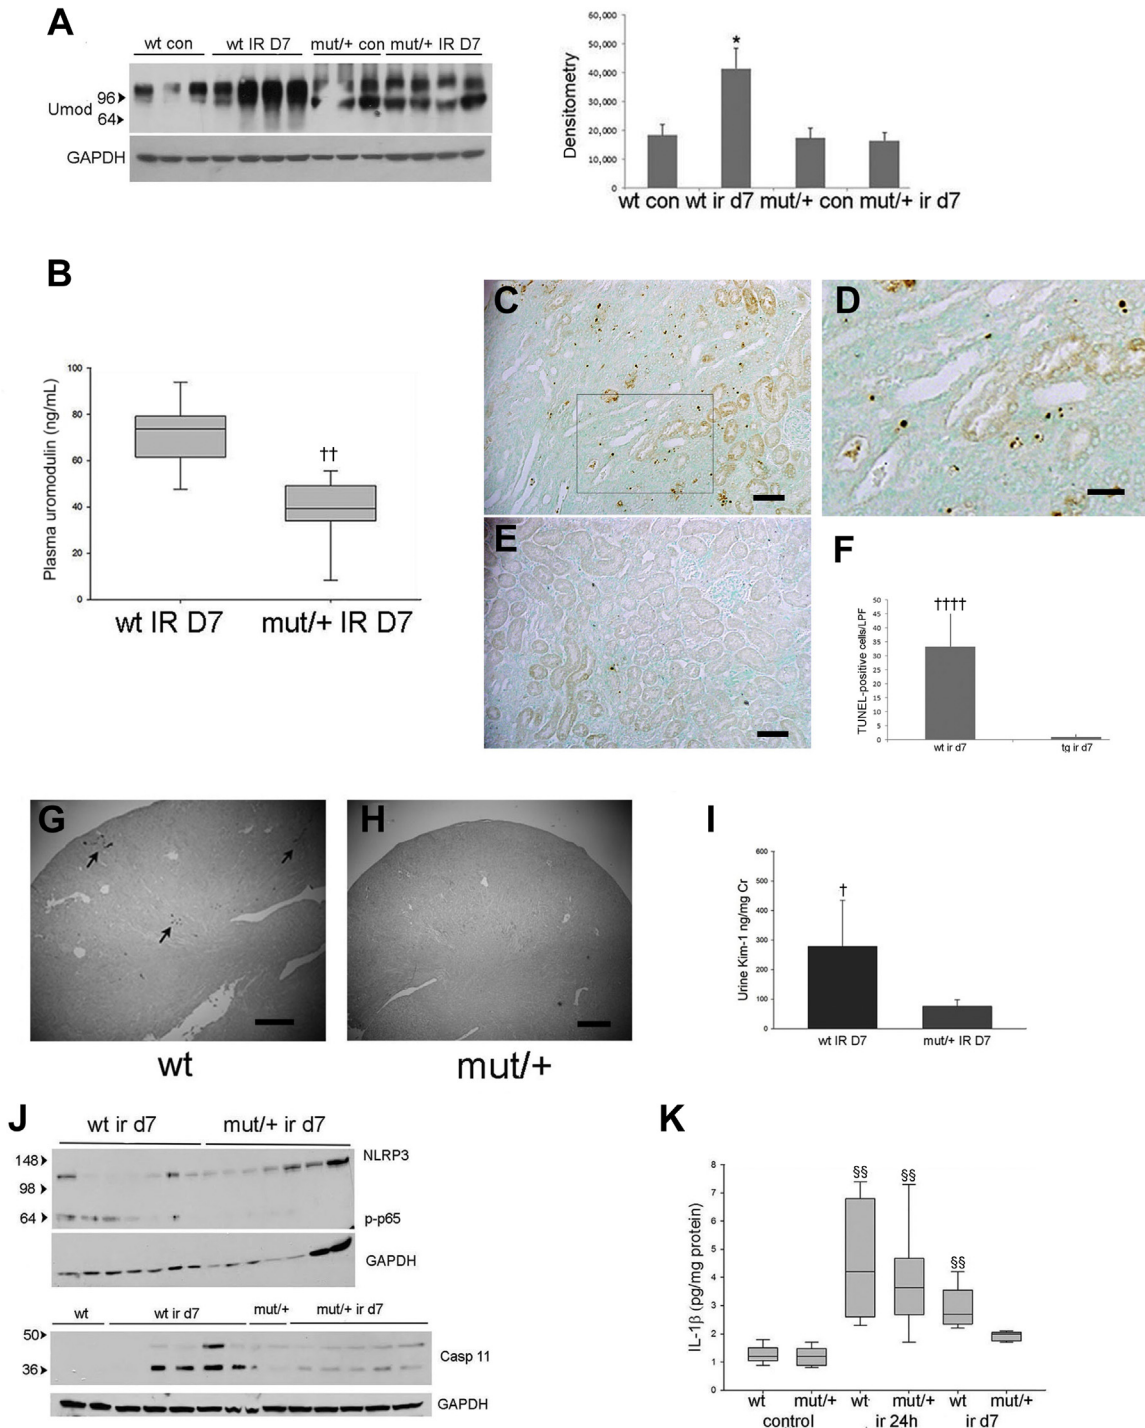 A
wt con wt IR D7 mut/+ con mut/+ IR D7
Umod
96
64
GAPDH
Densitometry
60,000
50,000
40,000
30,000
20,000
10,000
0
*
wt con wt ir d7 mut/+ con mut/+ ir d7
B
Plasma uromodulin (ng/mL)
100
80
60
40
20
0
††
wt IR D7 mut/+ IR D7
C
D
E
F
TUNEL-positive cells/LPF
50
45
40
35
30
25
20
15
10
5
0
††††
wt ir d7 tg ir d7
G
wt
H
mut/+
I
Urine Kim-1 ng/mg Cr
600
500
400
300
200
100
0
†
wt IR D7 mut/+ IR D7
J
wt ir d7 mut/+ ir d7
148
98
64
NLRP3
p-p65
GAPDH
wt wt ir d7 mut/+ mut/+ ir d7
50
36
Casp 11
GAPDH
K
IL-1β (pg/mg protein)
8
7
6
5
4
3
2
1
0
§§ §§ §§
wt mut/+ wt mut/+ wt mut/+
control ir 24h ir d7